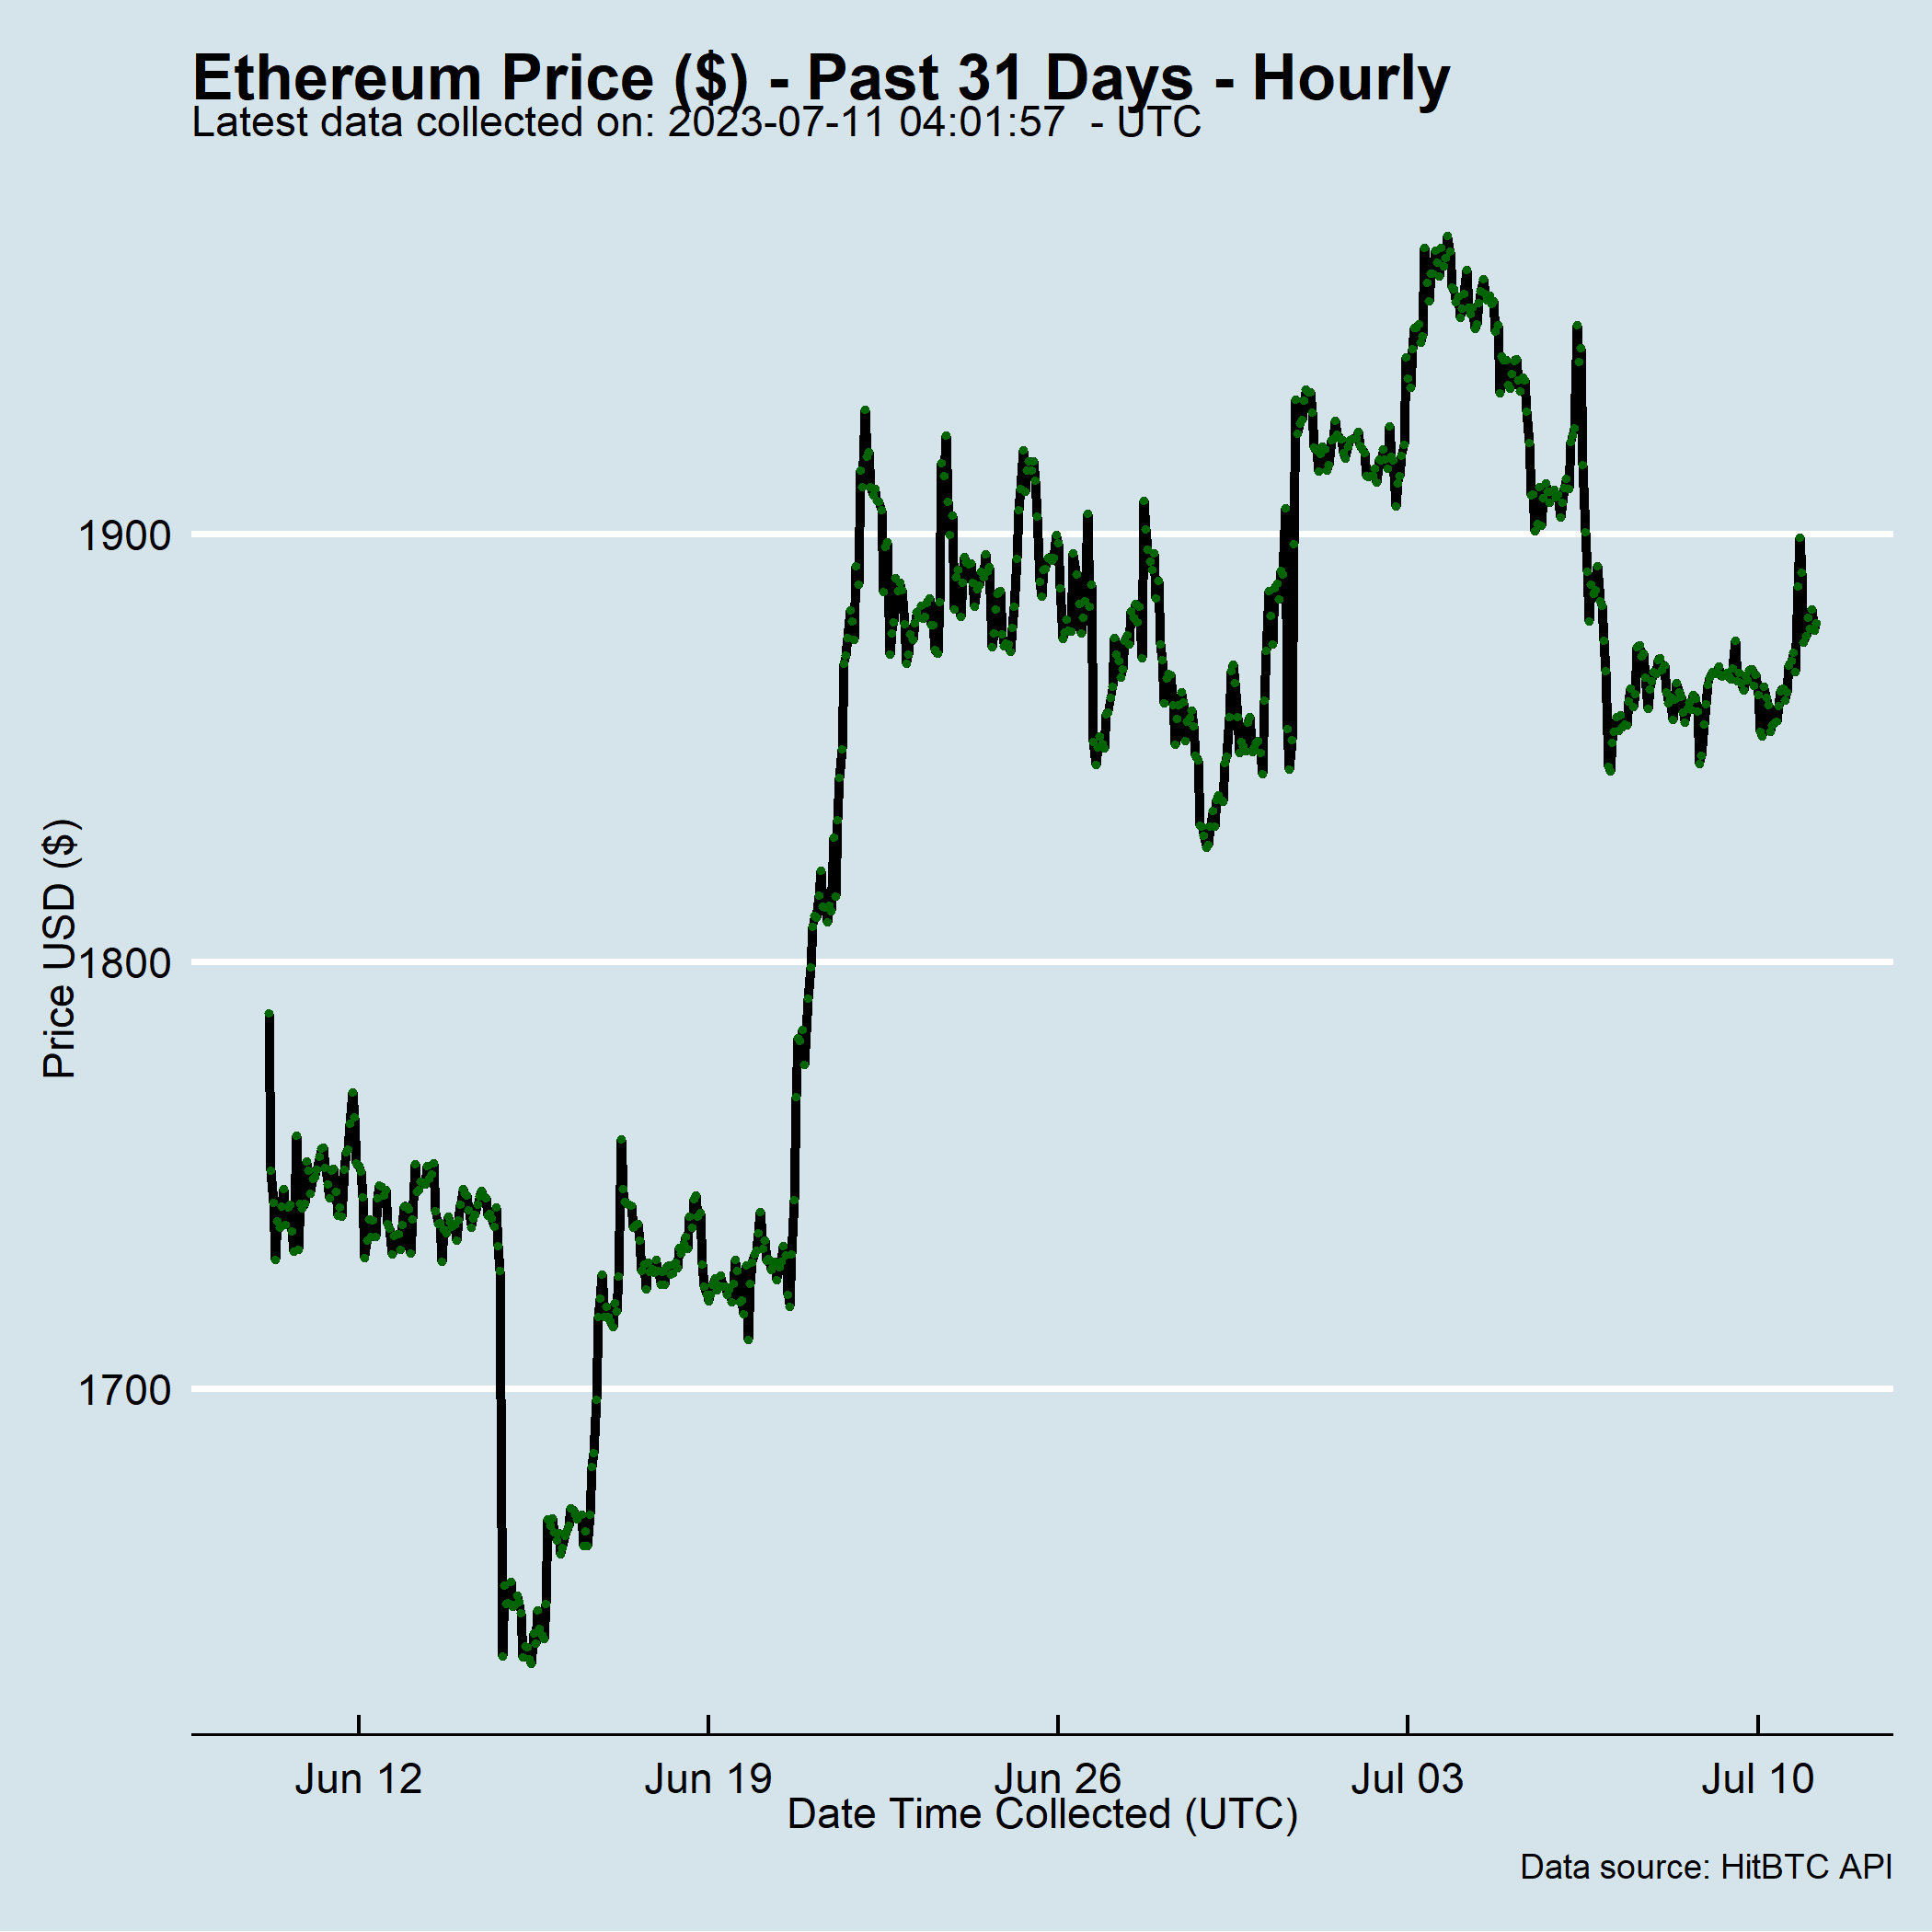 Ethereum Price ($) - Past 31 Days - Hourly
Latest data collected on: 2023-07-11 04:01:57  - UTC
Price USD ($)
1900
1800
1700
Jun 12
Jun 19
Jun 26
Jul 03
Jul 10
Date Time Collected (UTC)
Data source: HitBTC API